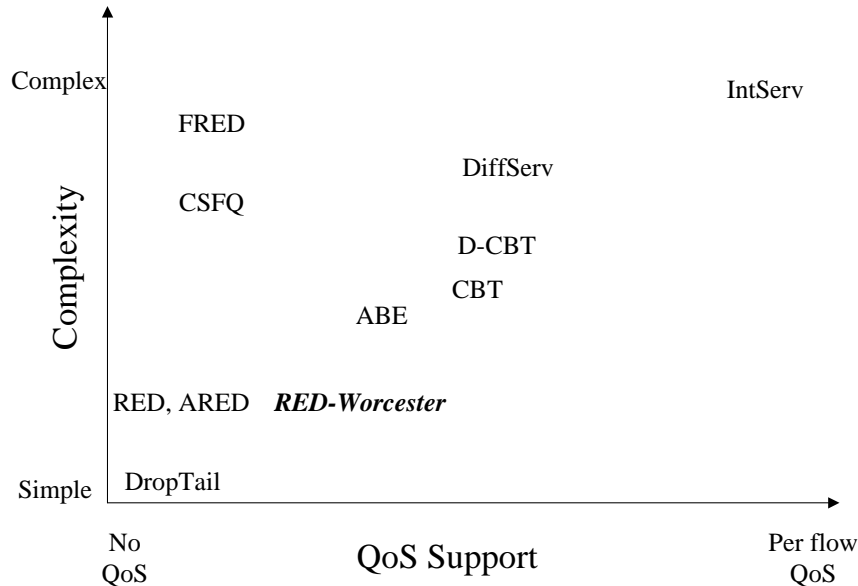 Complex
IntServ
FRED
DiffServ
CSFQ
Complexity
D-CBT
CBT
ABE
RED, ARED RED-Worcester
Simple
DropTail
No
QoS
QoS Support
Per flow
QoS